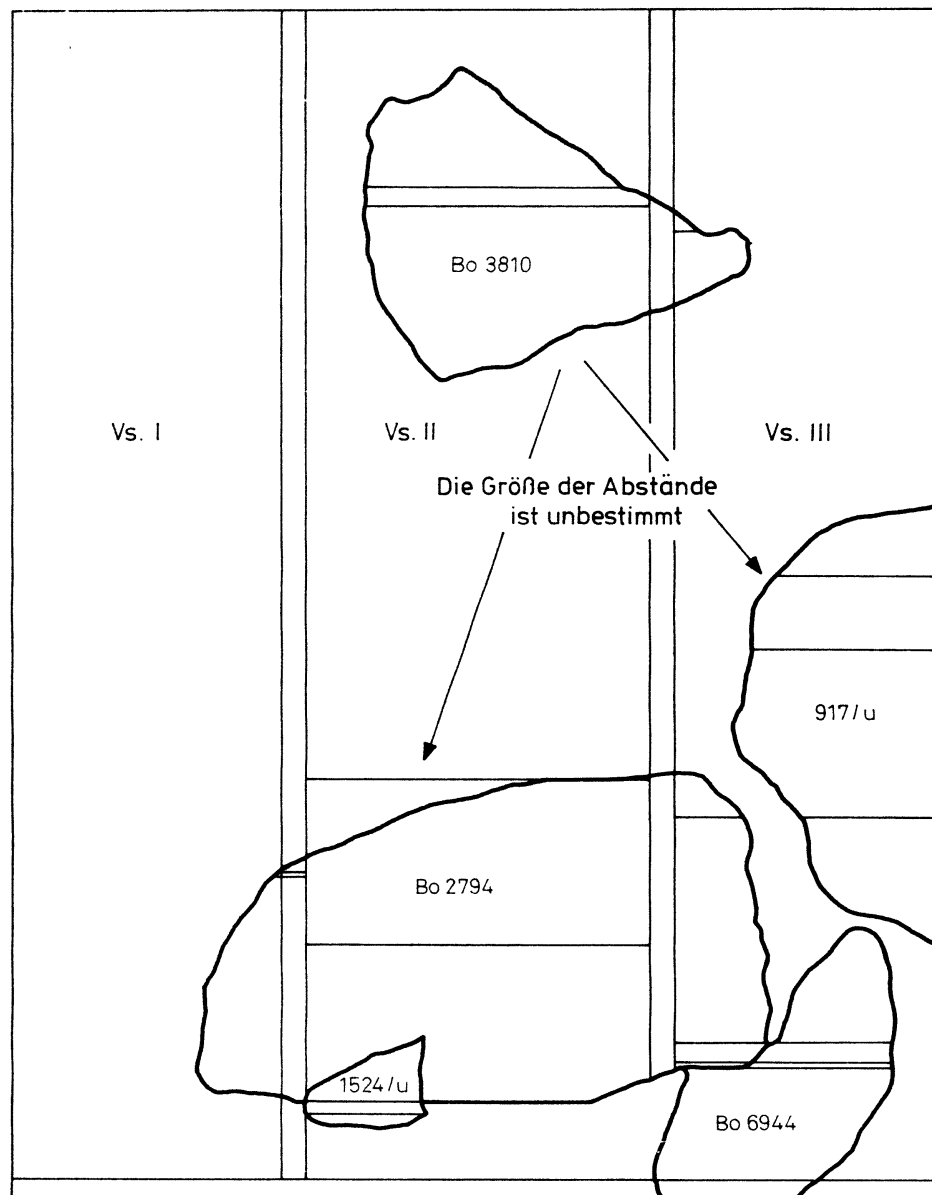 Bo 3810
Vs. I
Vs. II
Vs. III
Die Größe der Abstände
ist unbestimmt
917/u
Bo 2794
1524/u
Bo 6944